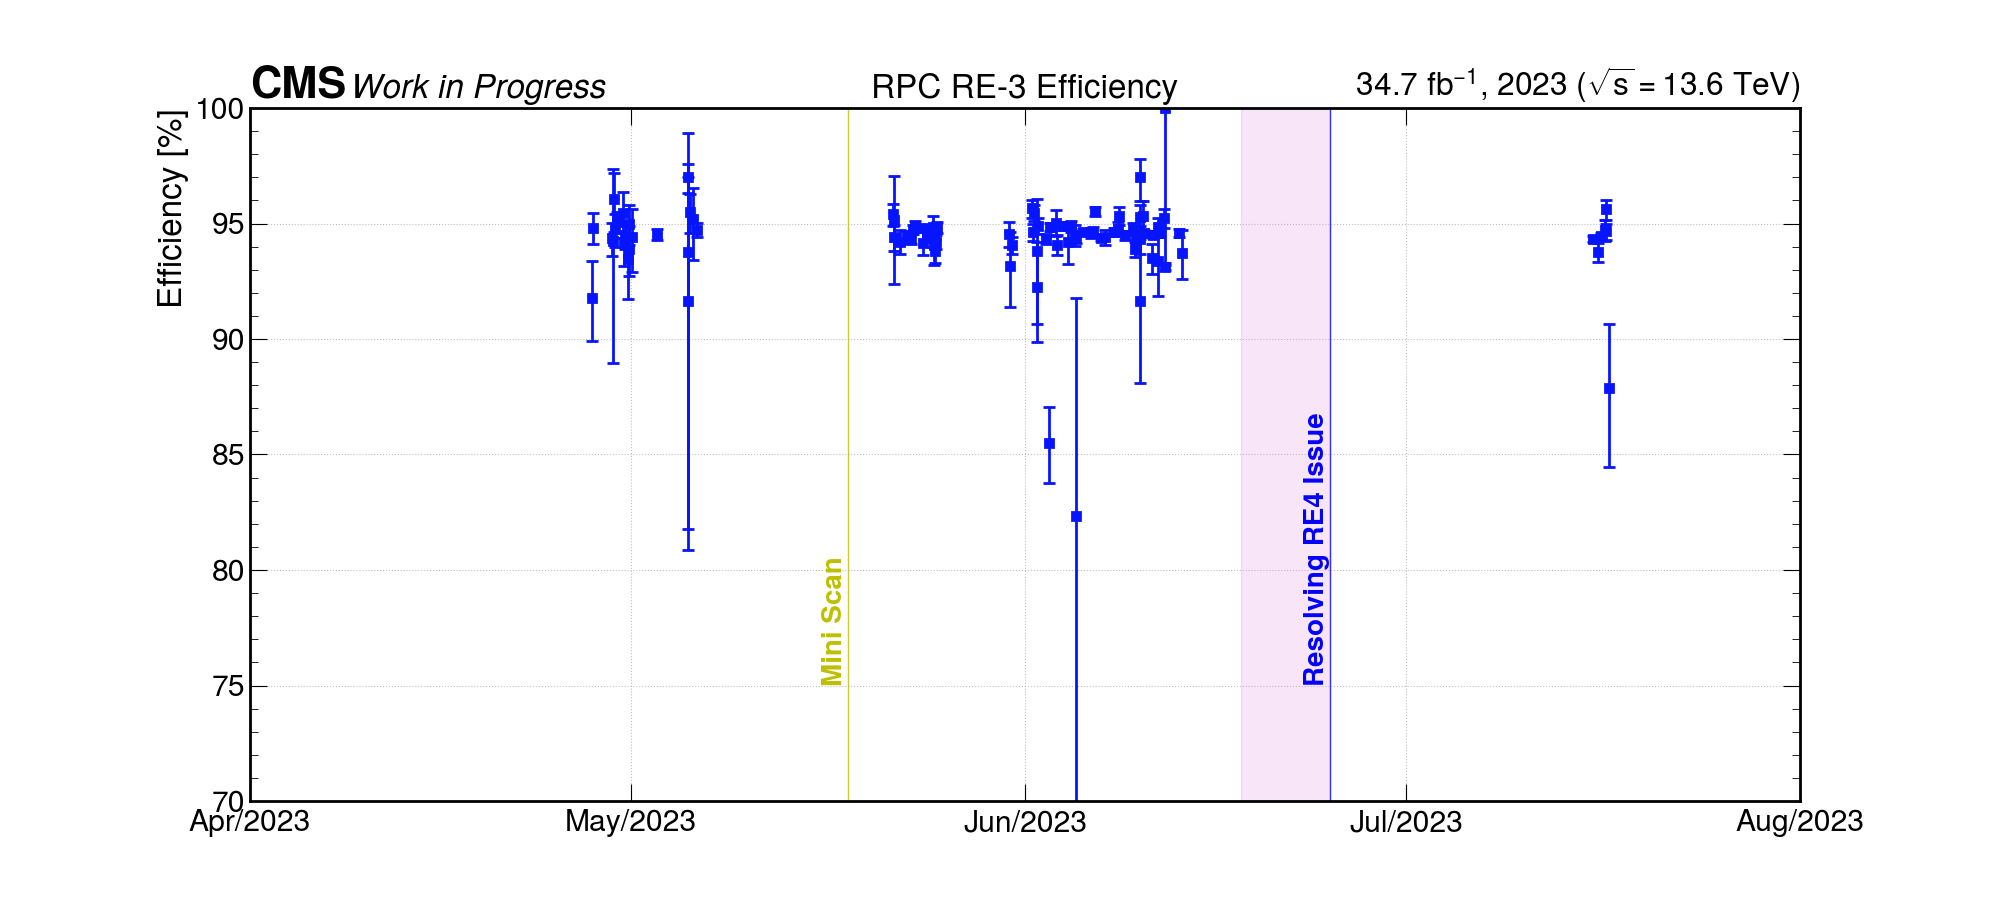 CMS Work in Progress RPC RE-3 Efficiency 34.7 fb⁻¹, 2023 (√s = 13.6 TeV)
Efficiency [%]
100
95
90
85
80
75
70
Mini Scan
Resolving RE4 Issue
Apr/2023 May/2023 Jun/2023 Jul/2023 Aug/2023